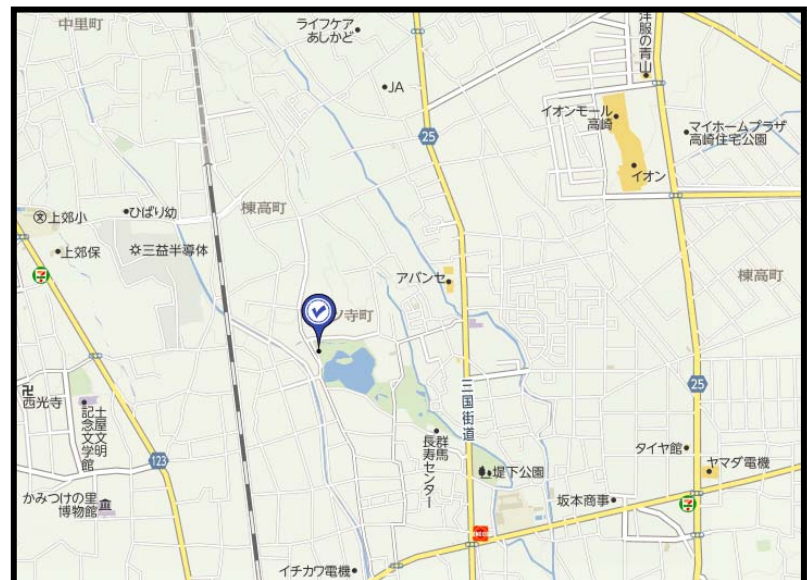 中里町
ライフケア
あしかど
JA
洋服の青山
25
イオンモール
高崎
マイホームプラザ
高崎住宅公園
イオン
棟高町
ひばり幼
文上郊小
上郊保
三益半導体
アバンセ
棟高町
ノ寺町
三国街道
25
西光寺
土屋文明
記念文学館
群馬
長寿センター
タイヤ館
ヤマダ電機
123
堤下公園
かみつけの里
博物館
坂本商事
イチカワ電機